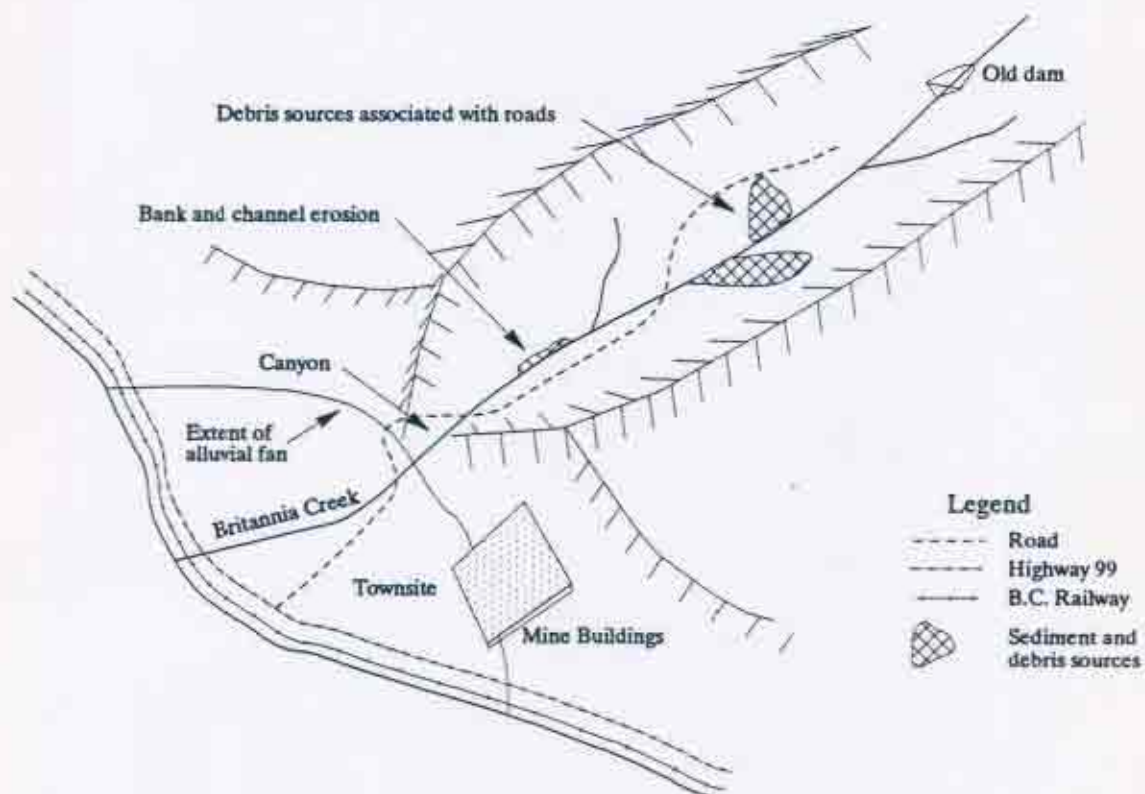 Old dam
Debris sources associated with roads
Bank and channel erosion
Canyon
Extent of
alluvial fan
Britannia Creek
Townsite
Mine Buildings
Legend
Road
Highway 99
B.C. Railway
Sediment and
debris sources